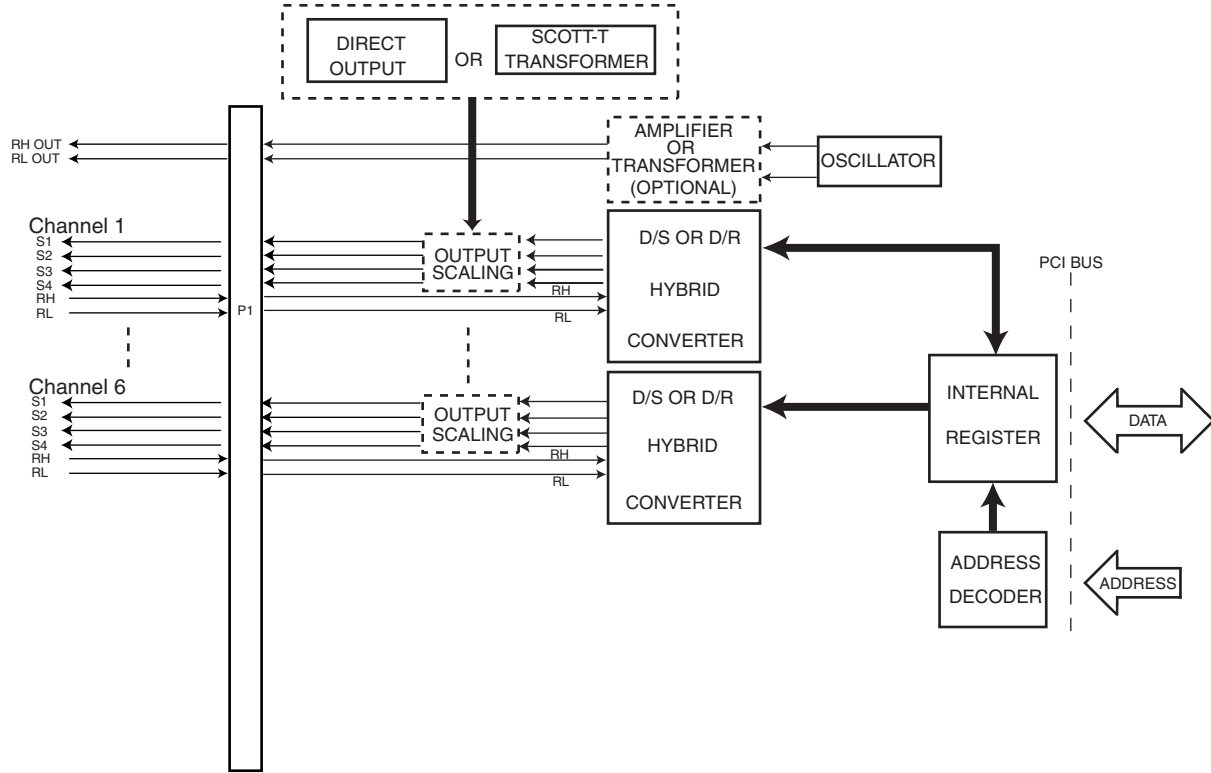 DIRECT
OUTPUT
OR
SCOTT-T
TRANSFORMER
RH OUT
RL OUT
AMPLIFIER
OR
TRANSFORMER
(OPTIONAL)
OSCILLATOR
Channel 1
S1
S2
S3
S4
RH
RL
P1
OUTPUT
SCALING
RH
RL
D/S OR D/R
HYBRID
CONVERTER
PCI BUS
Channel 6
S1
S2
S3
S4
RH
RL
OUTPUT
SCALING
RH
RL
D/S OR D/R
HYBRID
CONVERTER
INTERNAL
REGISTER
DATA
ADDRESS
DECODER
ADDRESS